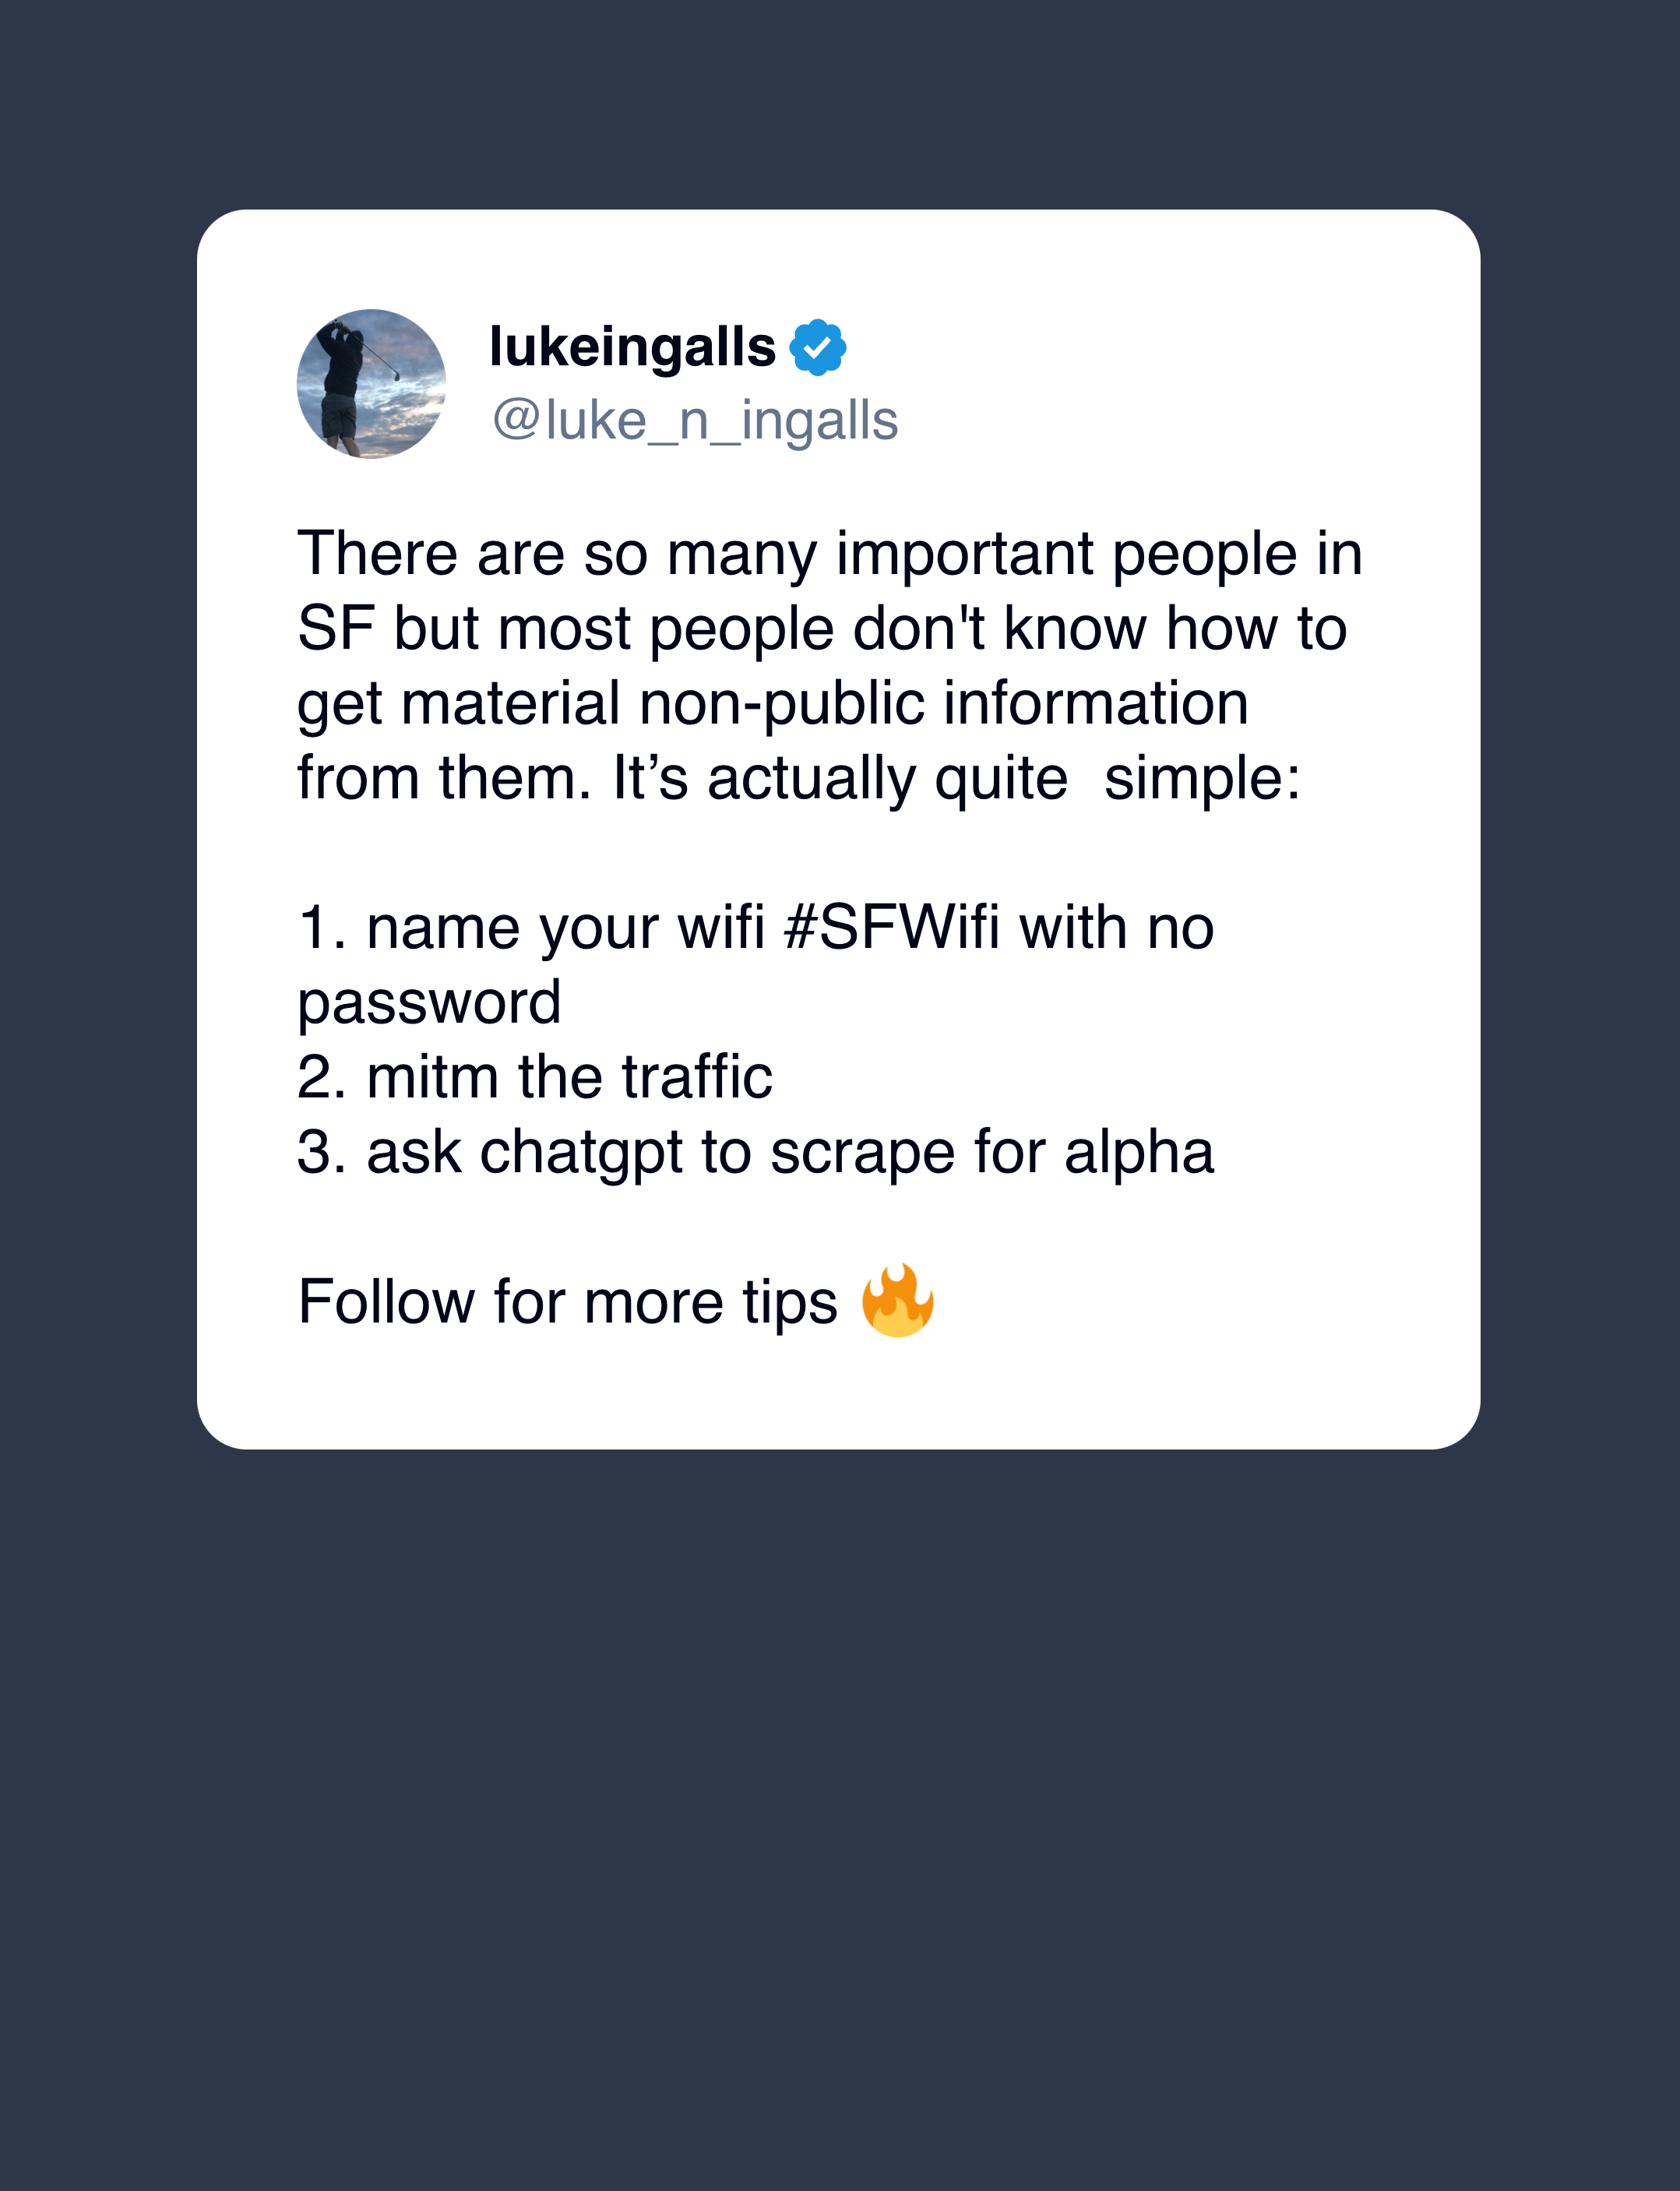 lukeingalls
@luke_n_ingalls
There are so many important people in
SF but most people don't know how to
get material non-public information
from them. It’s actually quite  simple:
1. name your wifi #SFWifi with no
password
2. mitm the traffic
3. ask chatgpt to scrape for alpha
Follow for more tips 🔥